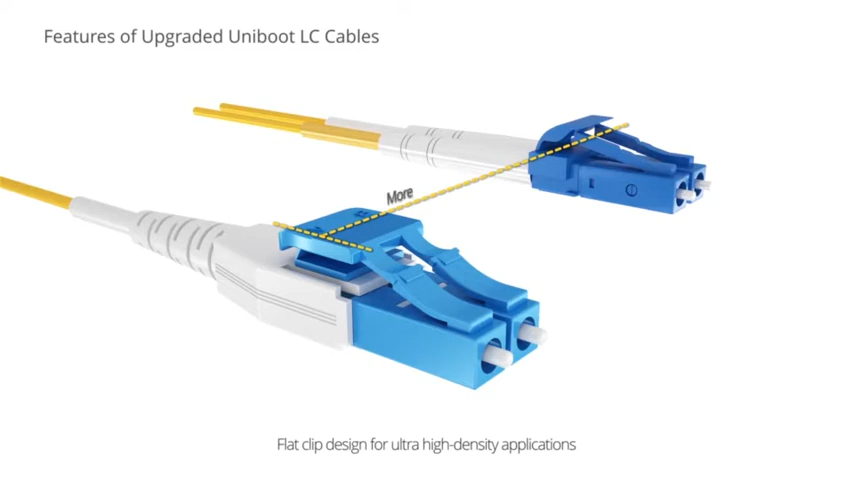 Features of Upgraded Uniboot LC Cables
More
Flat clip design for ultra high-density applications